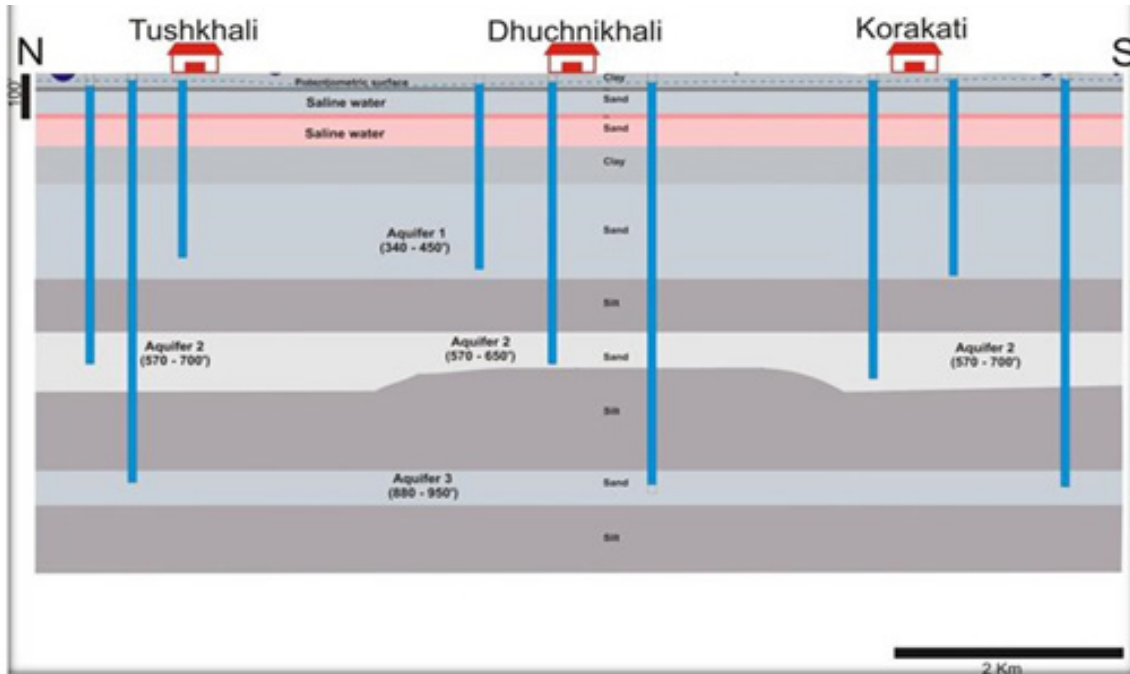 Tushkhali
Dhuchnikhali
Korakati
N
S
100'
Potentiometric surface
Clay
Saline water
Sand
Saline water
Sand
Clay
Aquifer 1
(340 - 450')
Sand
Silt
Aquifer 2
(570 - 700')
Aquifer 2
(570 - 650')
Sand
Aquifer 2
(570 - 700')
Silt
Aquifer 3
(880 - 950')
Sand
Silt
2 Km